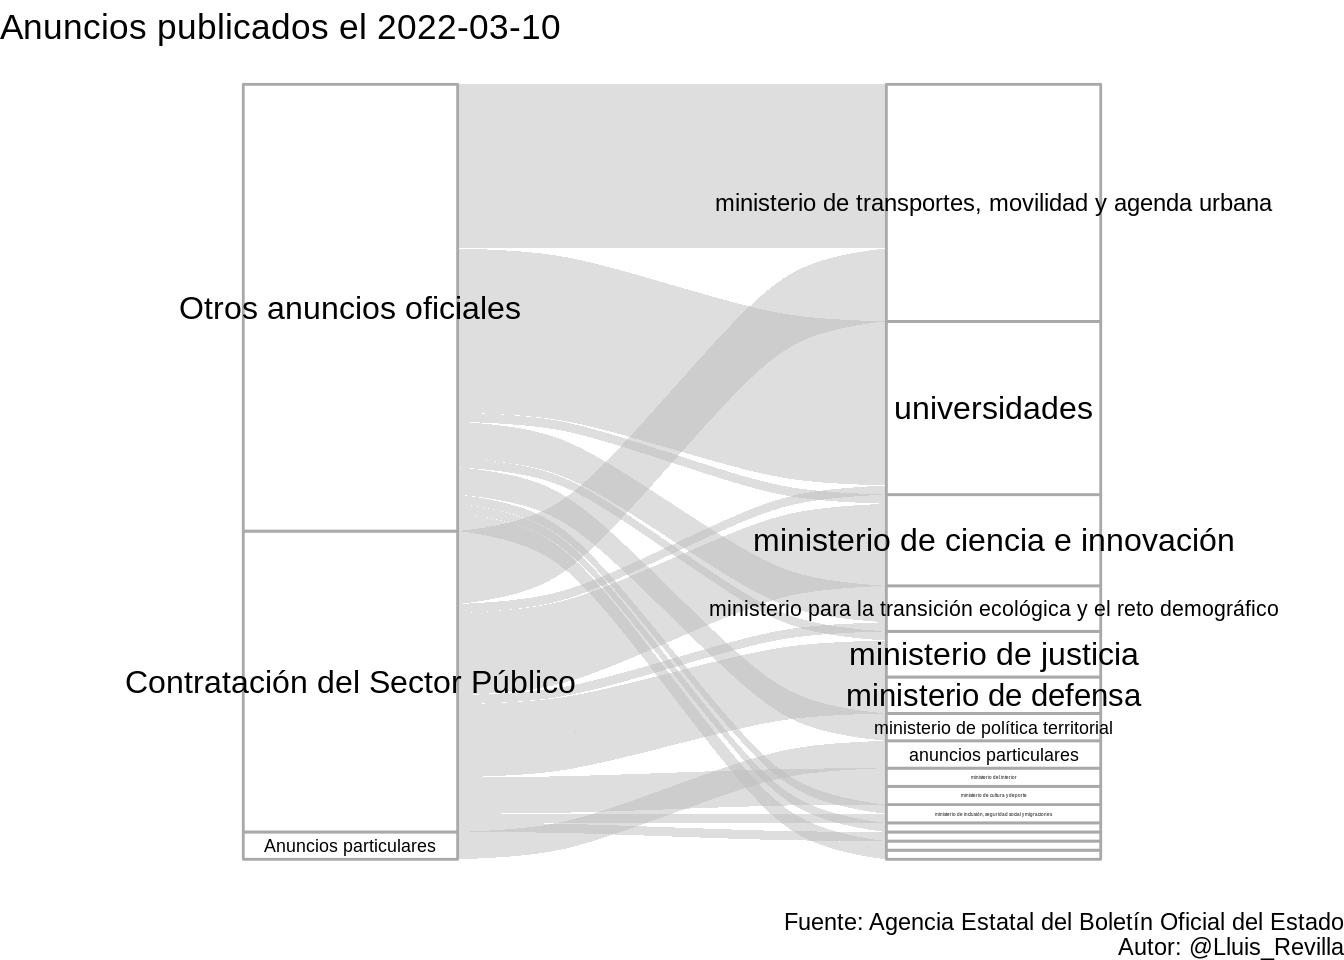 Anuncios publicados el 2022-03-10
ministerio de transportes, movilidad y agenda urbana
Otros anuncios oficiales
universidades
ministerio de ciencia e innovación
ministerio para la transición ecológica y el reto demográfico
ministerio de justicia
Contratación del Sector Público
ministerio de defensa
ministerio de política territorial
anuncios particulares
ministerio del interior
ministerio de cultura y deporte
ministerio de inclusión, seguridad social y migraciones
Anuncios particulares
Fuente: Agencia Estatal del Boletín Oficial del Estado
Autor: @Lluis_Revilla